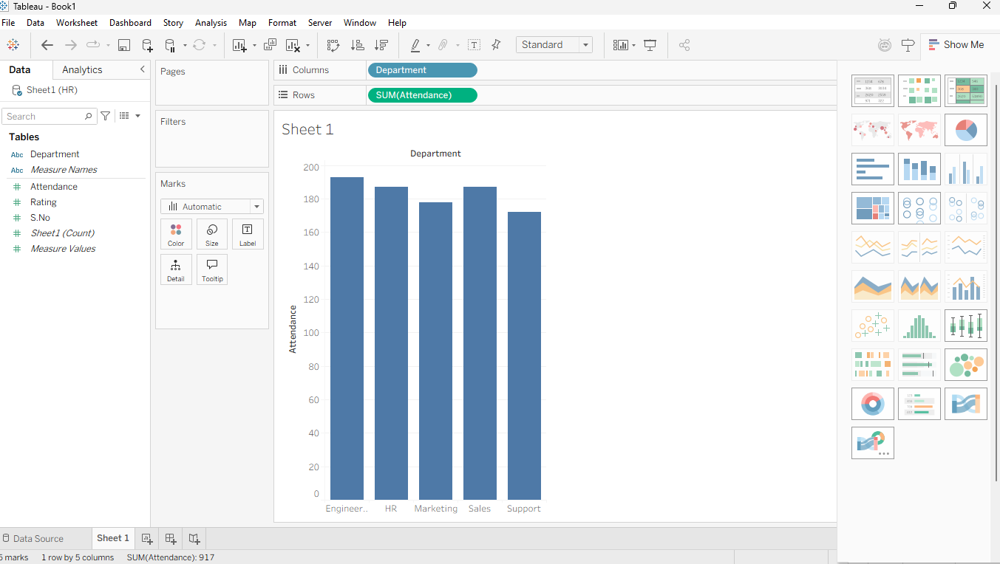 Tableau - Book1
File Data Worksheet Dashboard Story Analysis Map Format Server Window Help
Standard
Show Me
Data Analytics
Sheet1 (HR)
Search
Tables
Abc Department
Abc Measure Names
# Attendance
# Rating
# S.No
# Sheet1 (Count)
# Measure Values
Pages
Filters
Marks
Automatic
Color Size Label
Detail Tooltip
Columns Department
Rows SUM(Attendance)
Sheet 1
Department
200
180
160
140
120
100
80
60
40
20
0
Attendance
Engineer.. HR Marketing Sales Support
Data Source Sheet 1
5 marks 1 row by 5 columns SUM(Attendance): 917